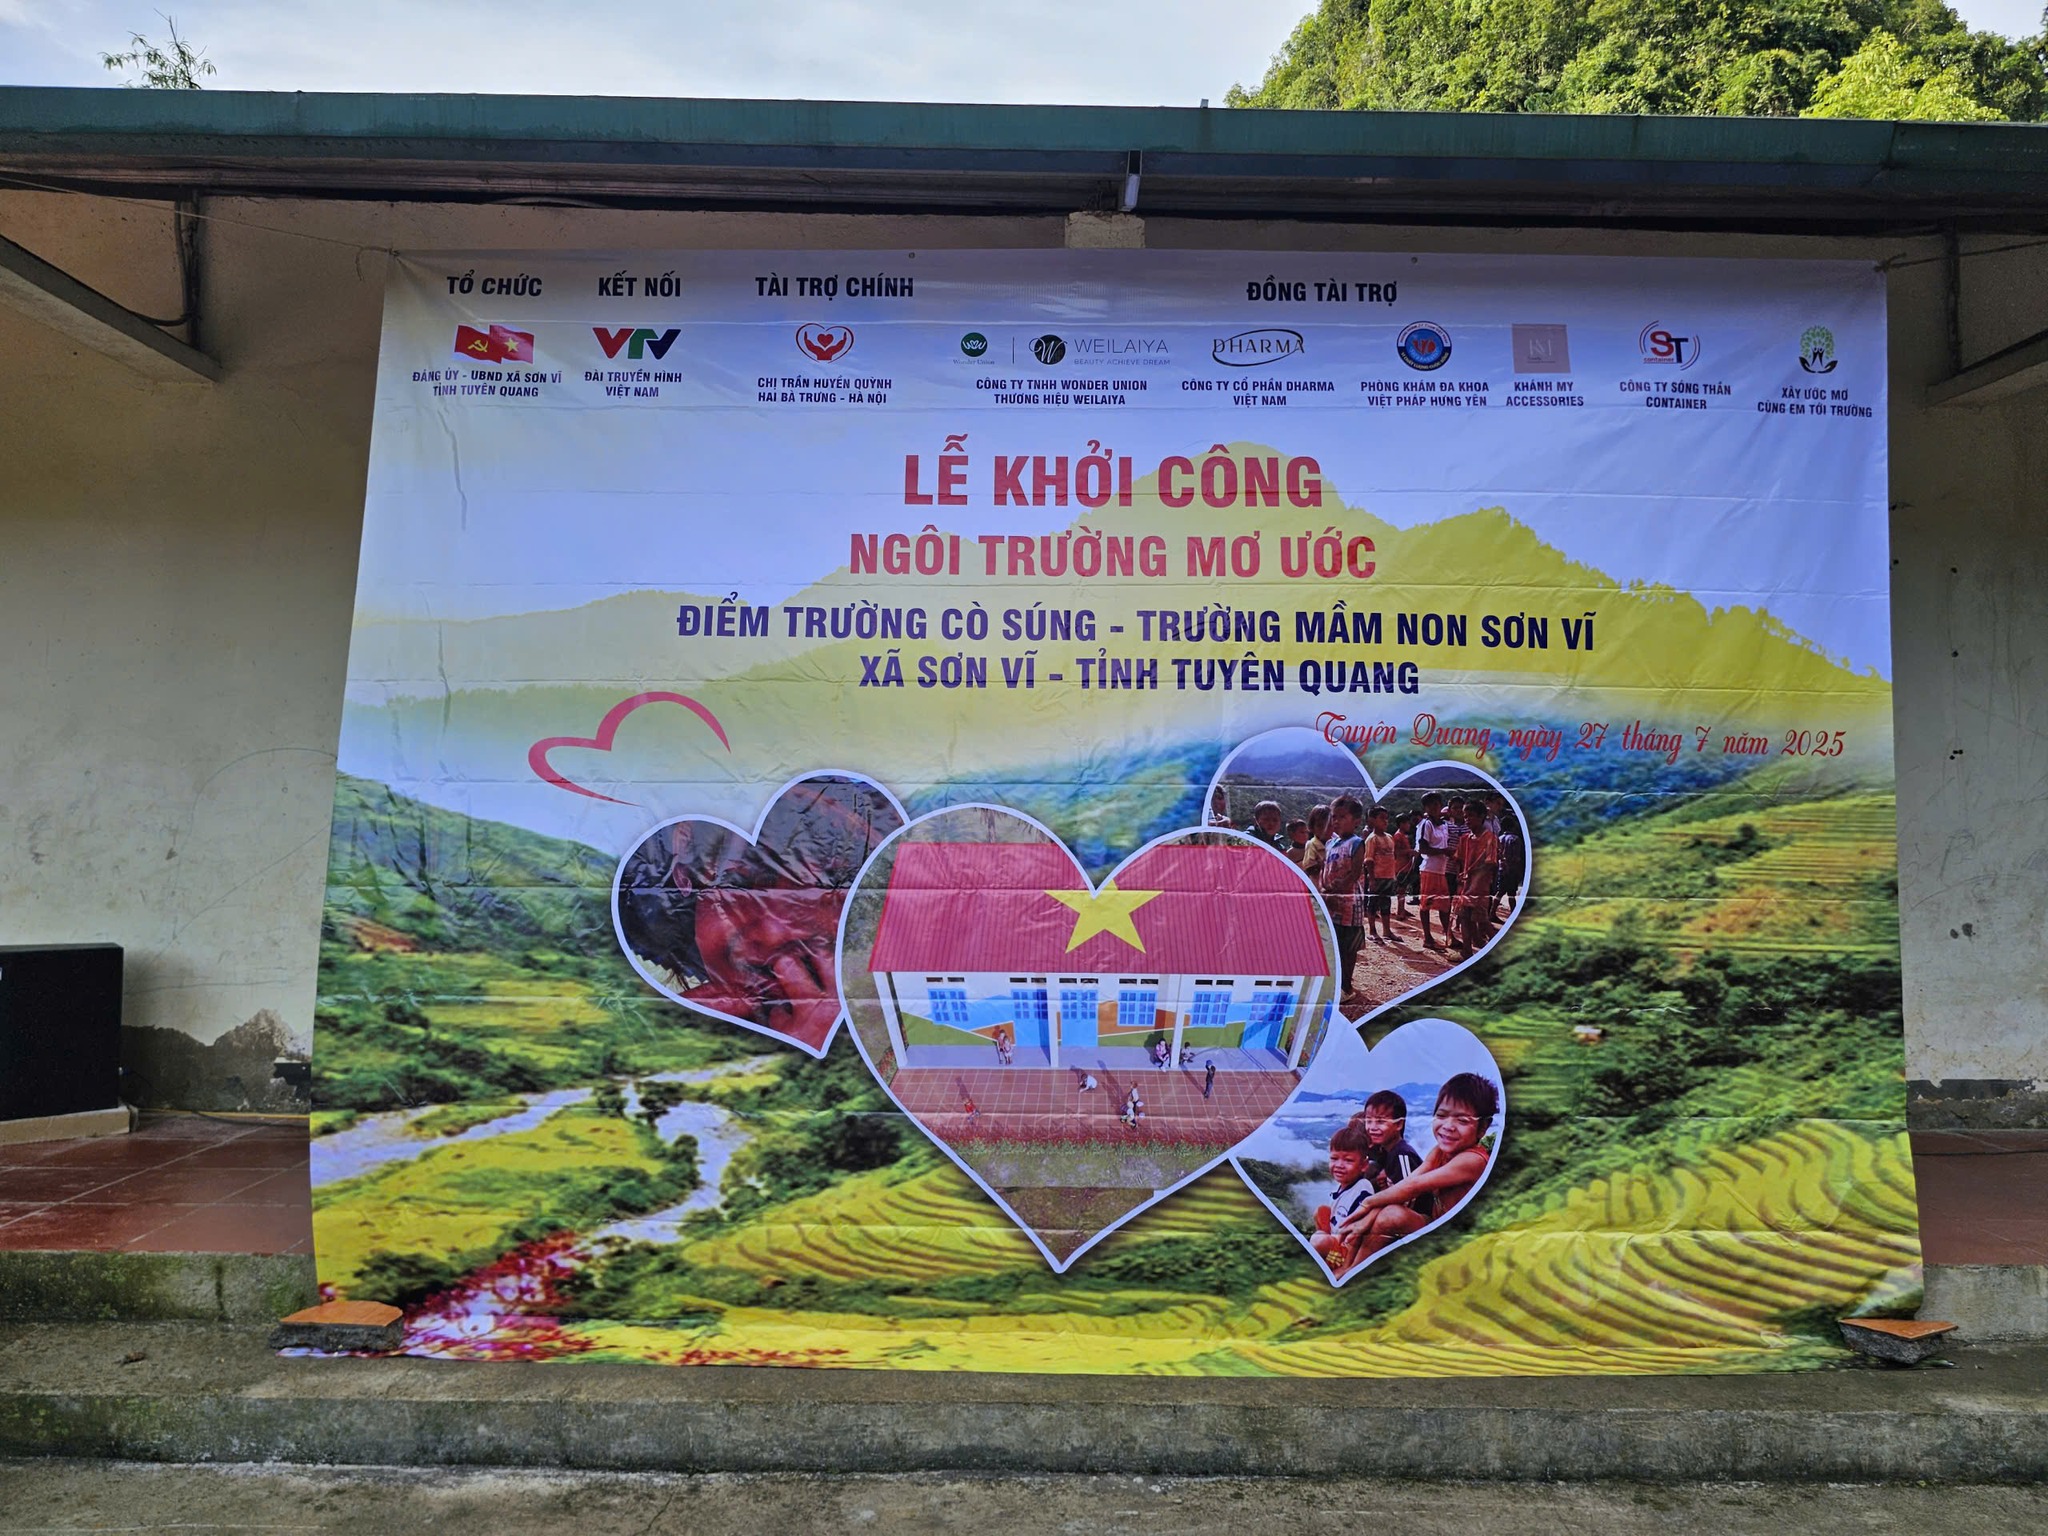 TỔ CHỨC
KẾT NỐI
TÀI TRỢ CHÍNH
ĐỒNG TÀI TRỢ
VTV
Wonder Union
WEILAIYA
BEAUTY ACHIEVE DREAM
DHARMA
ST
container
ĐẢNG ỦY - UBND XÃ SƠN VĨ
TỈNH TUYÊN QUANG
ĐÀI TRUYỀN HÌNH
VIỆT NAM
CHỊ TRẦN HUYỀN QUỲNH
HAI BÀ TRƯNG - HÀ NỘI
CÔNG TY TNHH WONDER UNION
THƯƠNG HIỆU WEILAIYA
CÔNG TY CỔ PHẦN DHARMA
VIỆT NAM
PHÒNG KHÁM ĐA KHOA
VIỆT PHÁP HƯNG YÊN
KHÁNH MY
ACCESSORIES
CÔNG TY SÓNG THẦN
CONTAINER
XÂY ƯỚC MƠ
CÙNG EM TỚI TRƯỜNG
LỄ KHỞI CÔNG
NGÔI TRƯỜNG MƠ ƯỚC
ĐIỂM TRƯỜNG CÒ SÚNG - TRƯỜNG MẦM NON SƠN VĨ
XÃ SƠN VĨ - TỈNH TUYÊN QUANG
Tuyên Quang, ngày 27 tháng 7 năm 2025